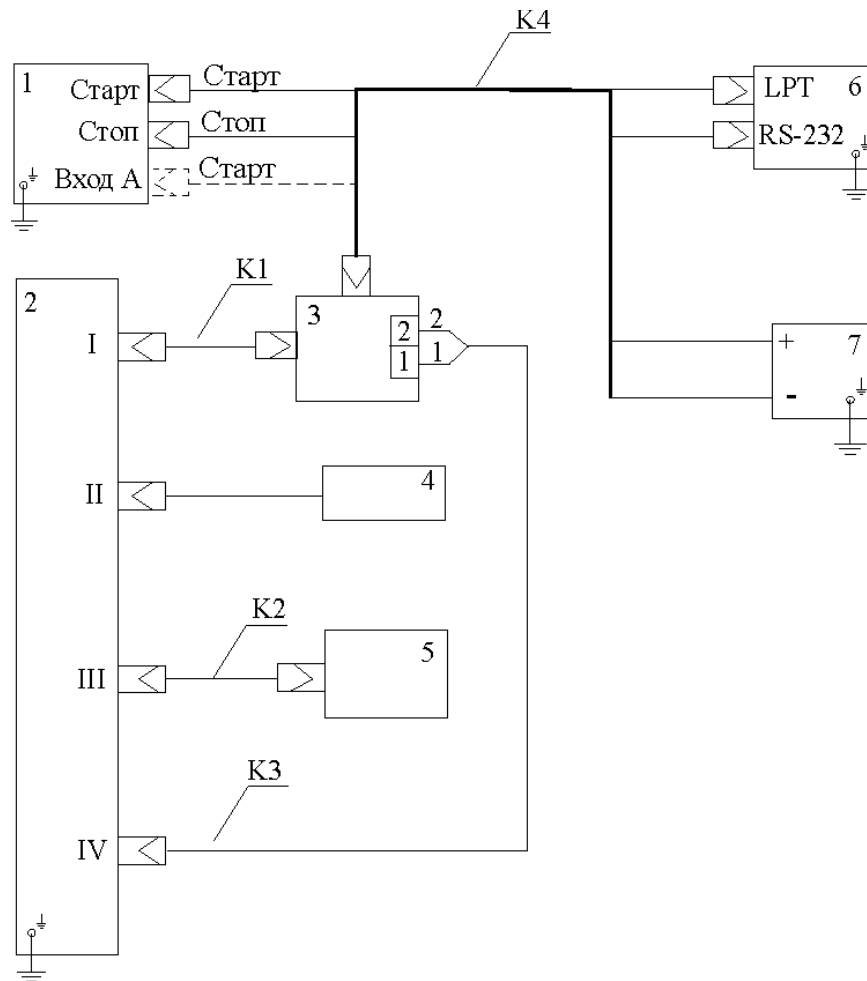 K4
1
Старт
Старт
LPT
6
Стоп
Стоп
RS-232
Вход А
Старт
2
K1
I
3
2
1
2
1
+
7
-
II
4
K2
III
5
K3
IV